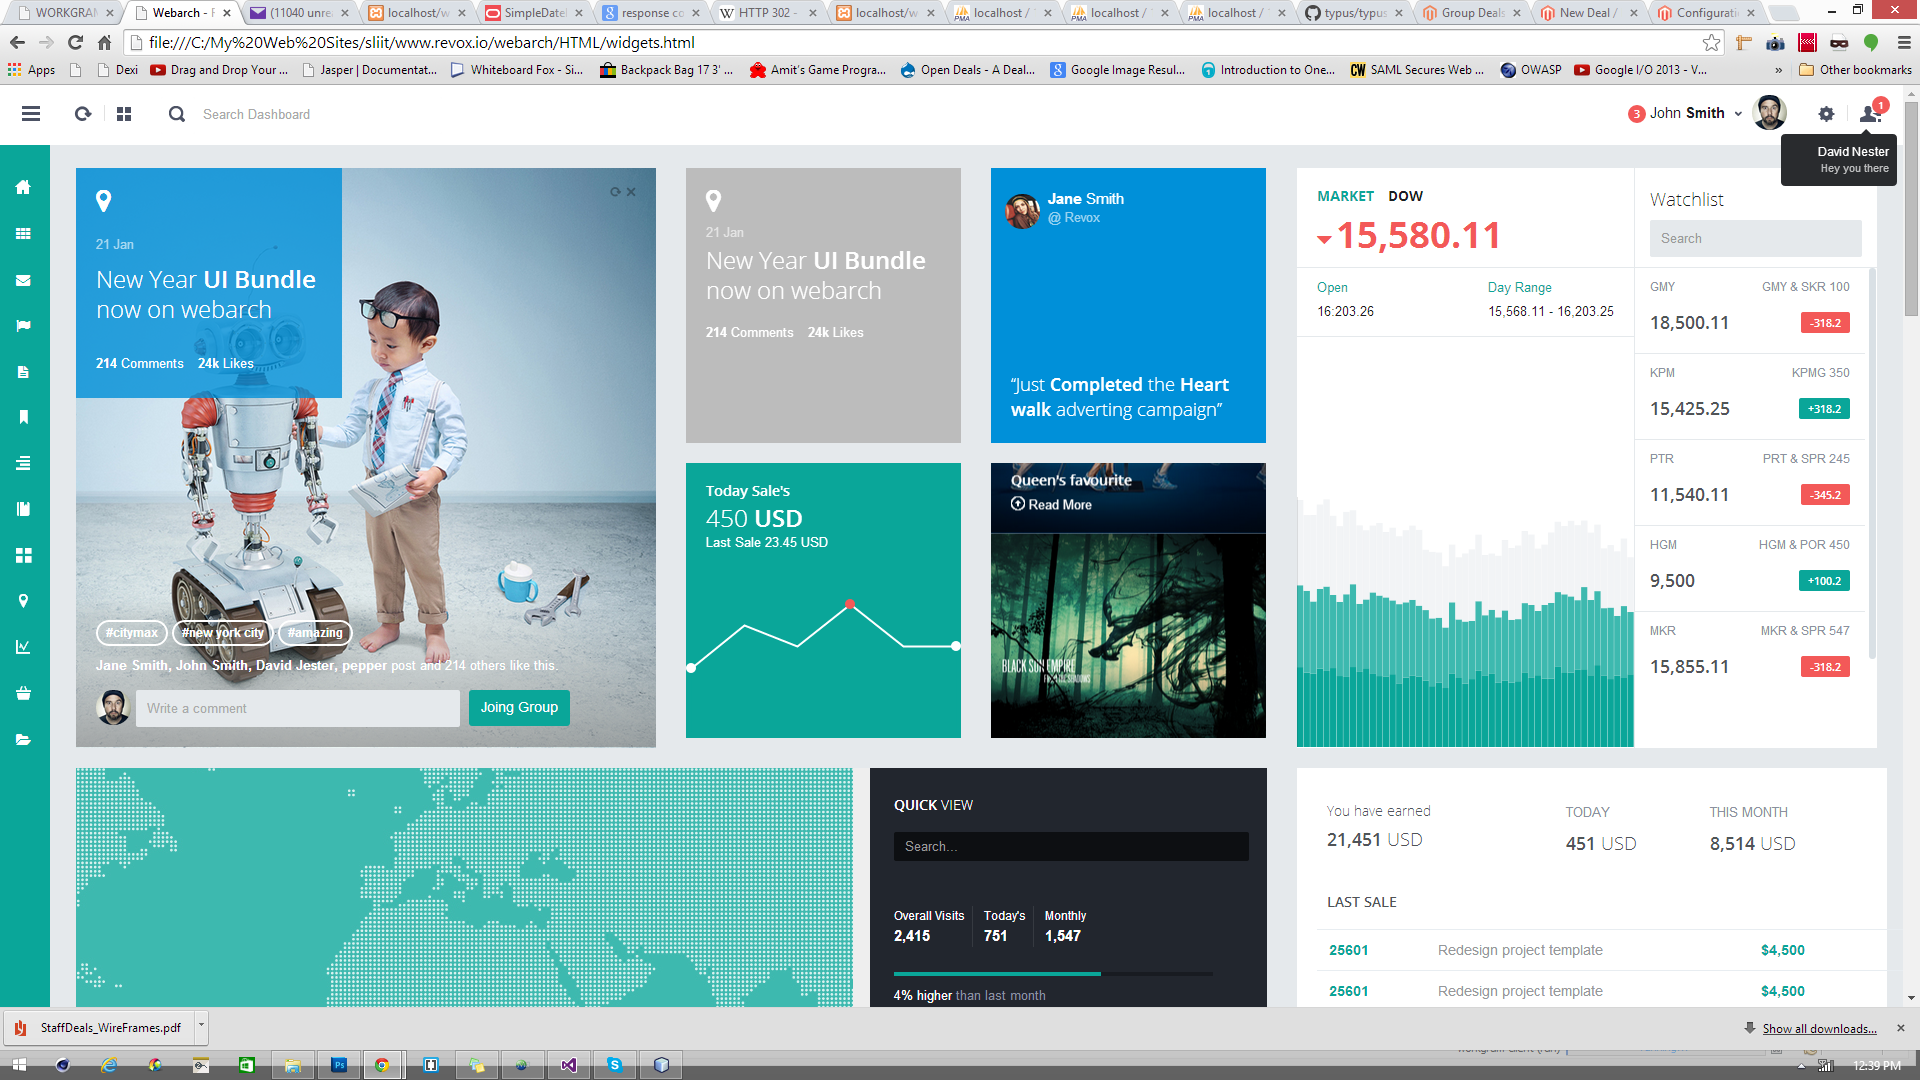 WORKGRAM
Webarch - R
(11040 unre
localhost/w
SimpleDateF
response co
HTTP 302 -
localhost/w
localhost /
localhost /
localhost /
typus/typus
Group Deals
New Deal /
Configurati
file:///C:/My%20Web%20Sites/sliit/www.revox.io/webarch/HTML/widgets.html
Apps
Dexi
Drag and Drop Your ...
Jasper | Documentat...
Whiteboard Fox - Si...
Backpack Bag 17 3' ...
Amit's Game Progra...
Open Deals - A Deal...
Google Image Resul...
Introduction to One...
CW SAML Secures Web ...
OWASP
Google I/O 2013 - V...
»
Other bookmarks
Search Dashboard
3 John Smith
1
David Nester
Hey you there
21 Jan
New Year UI Bundle
now on webarch
214 Comments 24k Likes
#citymax #new york city #amazing
Jane Smith, John Smith, David Jester, pepper post and 214 others like this.
Write a comment
Joing Group
21 Jan
New Year UI Bundle
now on webarch
214 Comments 24k Likes
Jane Smith
@ Revox
“Just Completed the Heart
walk adverting campaign”
Today Sale's
450 USD
Last Sale 23.45 USD
Queen's favourite
Read More
BLACK SUN EMPIRE
MARKET DOW
15,580.11
Open
16:203.26
Day Range
15,568.11 - 16,203.25
Watchlist
Search
GMY GMY & SKR 100
18,500.11 -318.2
KPM KPMG 350
15,425.25 +318.2
PTR PRT & SPR 245
11,540.11 -345.2
HGM HGM & POR 450
9,500 +100.2
MKR MKR & SPR 547
15,855.11 -318.2
QUICK VIEW
Search...
Overall Visits Today's Monthly
2,415 751 1,547
4% higher than last month
You have earned TODAY THIS MONTH
21,451 USD 451 USD 8,514 USD
LAST SALE
25601 Redesign project template $4,500
25601 Redesign project template $4,500
StaffDeals_WireFrames.pdf
Show all downloads...
12:39 PM